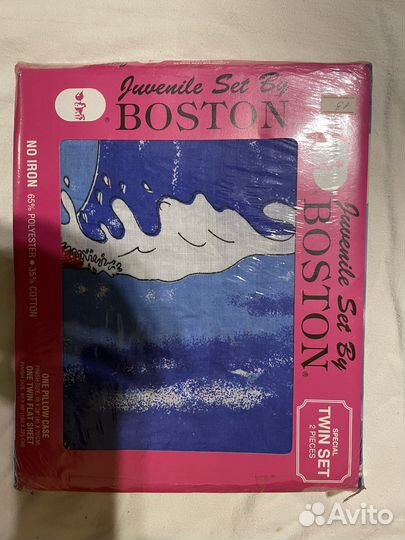 Juvenile Set By
BOSTON
®
NO IRON
65% POLYESTER • 35% COTTON
Juvenile Set By
BOSTON
®
ONE PILLOW CASE
ONE TWIN FLAT SHEET
SPECIAL
TWIN SET
2 PIECES
Avito